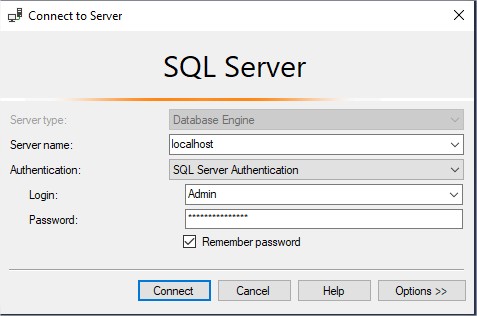 Connect to Server
SQL Server
Server type: Database Engine
Server name: localhost
Authentication: SQL Server Authentication
Login: Admin
Password: ***************
Remember password
Connect Cancel Help Options >>